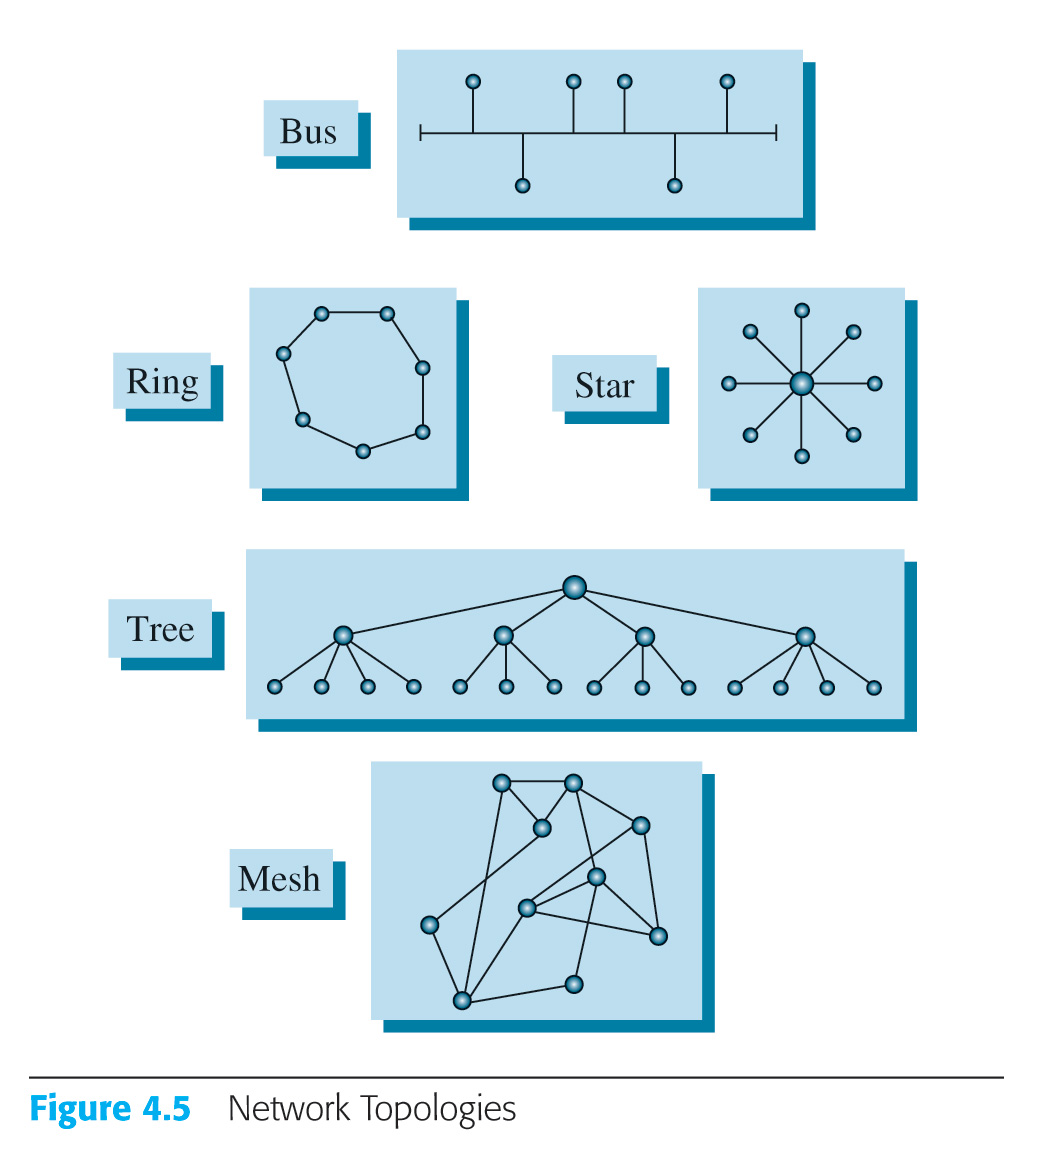 Bus
Ring
Star
Tree
Mesh
Figure 4.5 Network Topologies